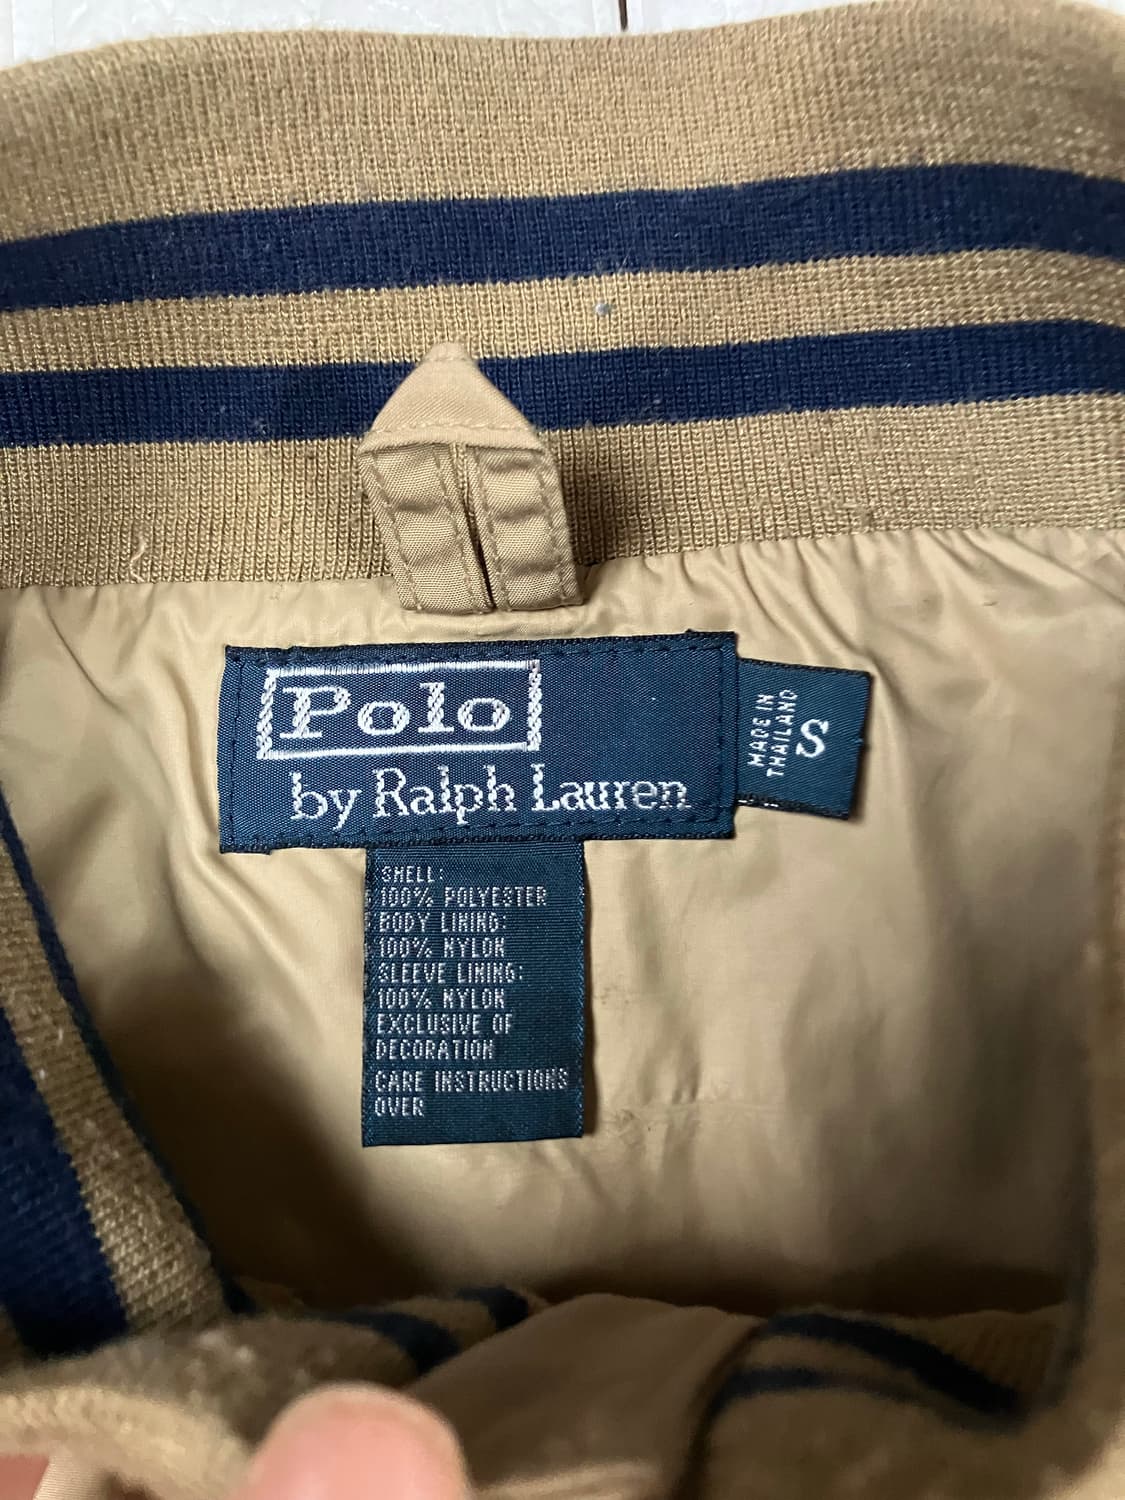 Polo
by Ralph Lauren
MADE IN
THAILAND
S
SHELL:
100% POLYESTER
BODY LINING:
100% NYLON
SLEEVE LINING:
100% NYLON
EXCLUSIVE OF
DECORATION
CARE INSTRUCTIONS
OVER